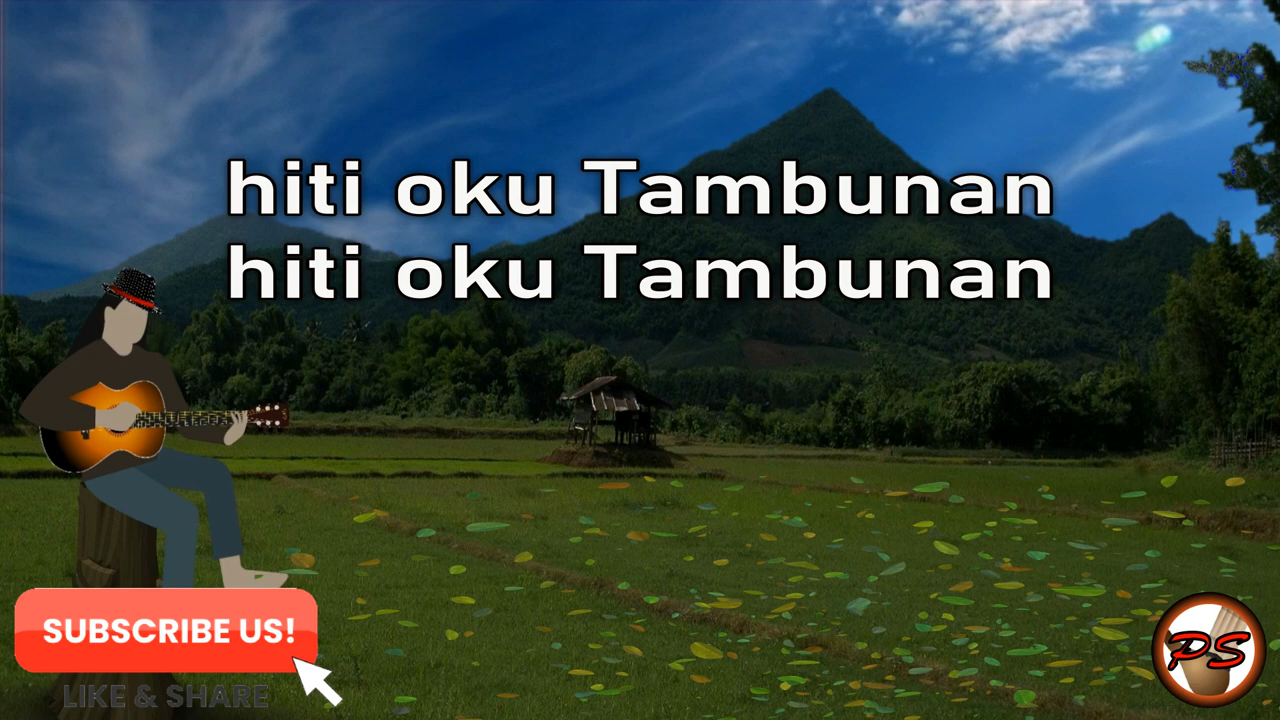 hiti oku Tambunan
hiti oku Tambunan
SUBSCRIBE US!
LIKE & SHARE
PS